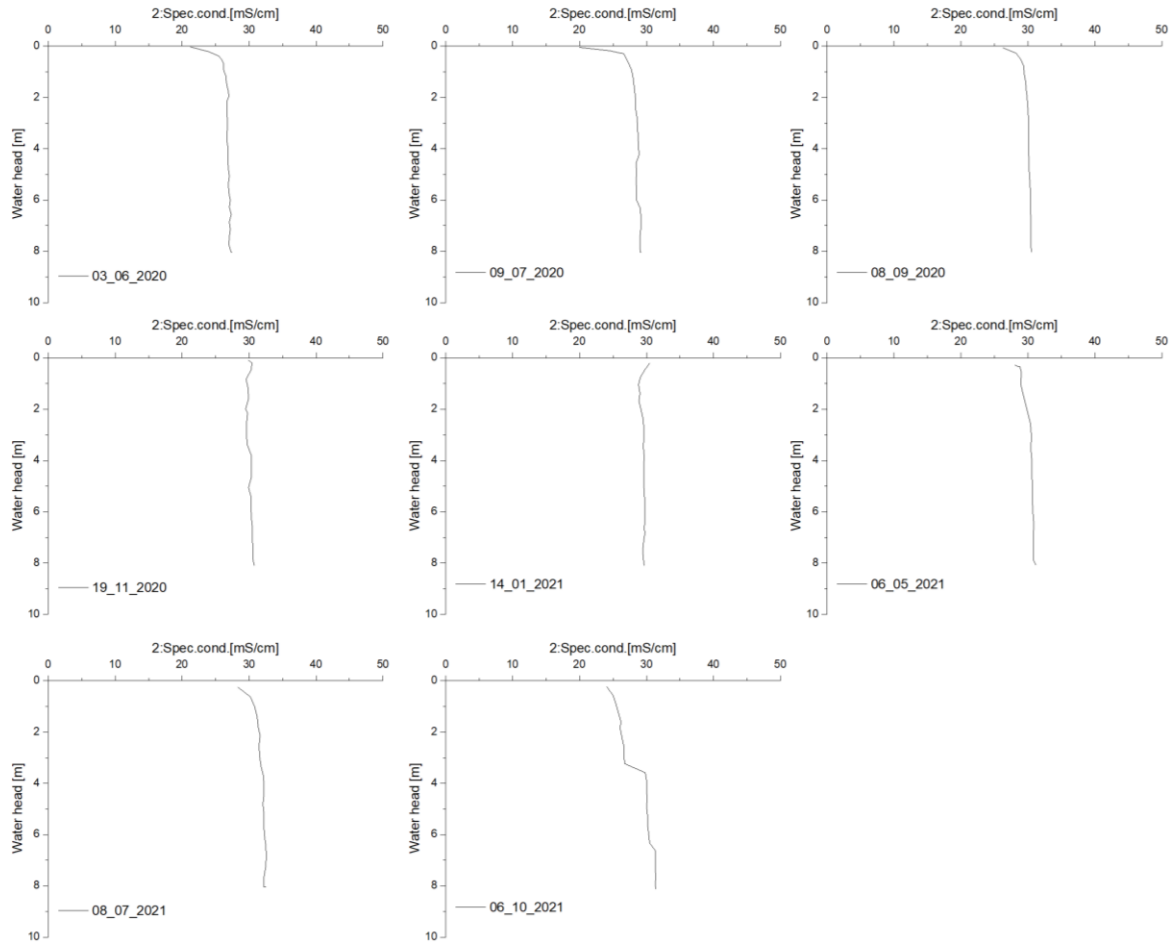 2:Spec.cond.[mS/cm] 2:Spec.cond.[mS/cm] 2:Spec.cond.[mS/cm]
0 10 20 30 40 50 0 10 20 30 40 50 0 10 20 30 40 50
0 0 0
2 2 2
4 4 4
Water head [m] Water head [m] Water head [m]
6 6 6
8 8 8
03_06_2020 09_07_2020 08_09_2020
10 10 10
2:Spec.cond.[mS/cm] 2:Spec.cond.[mS/cm] 2:Spec.cond.[mS/cm]
0 10 20 30 40 50 0 10 20 30 40 50 0 10 20 30 40 50
0 0 0
2 2 2
4 4 4
Water head [m] Water head [m] Water head [m]
6 6 6
8 8 8
19_11_2020 14_01_2021 06_05_2021
10 10 10
2:Spec.cond.[mS/cm] 2:Spec.cond.[mS/cm]
0 10 20 30 40 50 0 10 20 30 40 50
0 0
2 2
4 4
Water head [m] Water head [m]
6 6
8 8
08_07_2021 06_10_2021
10 10